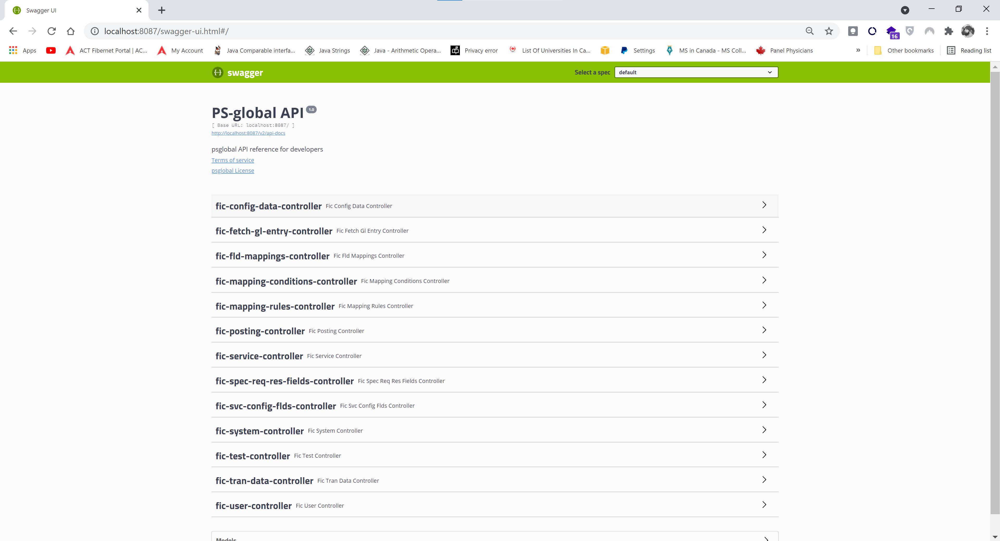 Swagger UI
localhost:8087/swagger-ui.html#/
16
Apps ACT Fibernet Portal | AC... My Account Java Comparable interfa... Java Strings Java - Arithmetic Opera... Privacy error List Of Universities In Ca... Settings MS in Canada - MS Coll... Panel Physicians » Other bookmarks Reading list
{...} swagger Select a spec default
PS-global API 1.0
[ Base URL: localhost:8087/ ]
http://localhost:8087/v2/api-docs
psglobal API reference for developers
Terms of service
psglobal License
fic-config-data-controller Fic Config Data Controller
fic-fetch-gl-entry-controller Fic Fetch Gl Entry Controller
fic-fld-mappings-controller Fic Fld Mappings Controller
fic-mapping-conditions-controller Fic Mapping Conditions Controller
fic-mapping-rules-controller Fic Mapping Rules Controller
fic-posting-controller Fic Posting Controller
fic-service-controller Fic Service Controller
fic-spec-req-res-fields-controller Fic Spec Req Res Fields Controller
fic-svc-config-flds-controller Fic Svc Config Flds Controller
fic-system-controller Fic System Controller
fic-test-controller Fic Test Controller
fic-tran-data-controller Fic Tran Data Controller
fic-user-controller Fic User Controller
Models